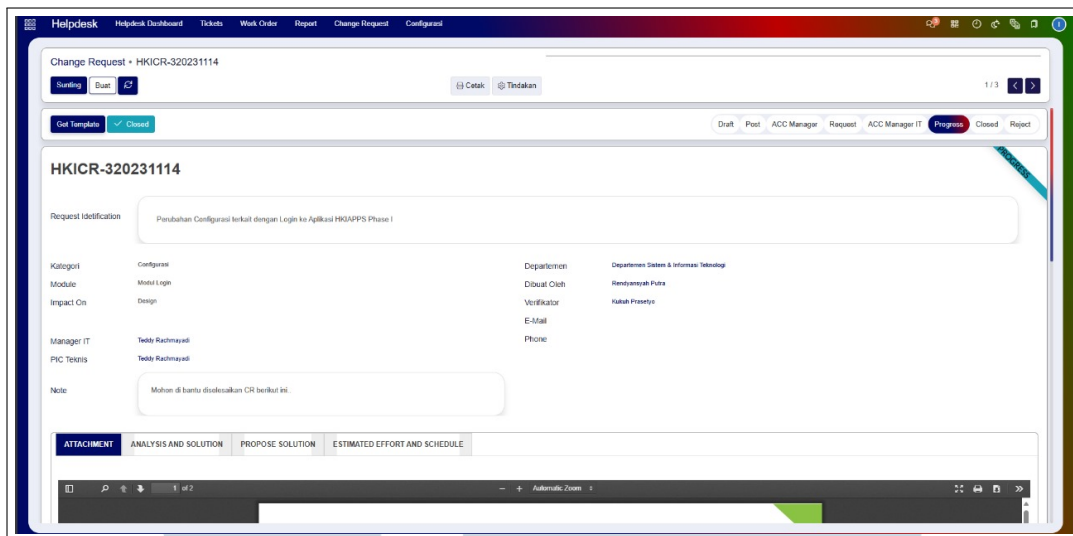 Helpdesk Helpdesk Dashboard Tickets Work Order Report Change Request Configurasi
3
1
Change Request • HKICR-320231114
Sunting Buat Cetak Tindakan 1 / 3
Get Template Closed Draft Post ACC Manager Request ACC Manager IT Progress Closed Reject
PROGRESS
HKICR-320231114
Request Idetification Perubahan Configurasi terkait dengan Login ke Aplikasi HKIAPPS Phase I
Kategori Configurasi Departemen Departemen Sistem & Informasi Teknologi
Module Modul Login Dibuat Oleh Rendyansyah Putra
Impact On Design Verifikator Kukuh Prasetyo
E-Mail
Manager IT Teddy Rachmayadi Phone
PIC Teknis Teddy Rachmayadi
Note Mohon di bantu diselesaikan CR berikut ini..
ATTACHMENT ANALYSIS AND SOLUTION PROPOSE SOLUTION ESTIMATED EFFORT AND SCHEDULE
1 of 2 Automatic Zoom